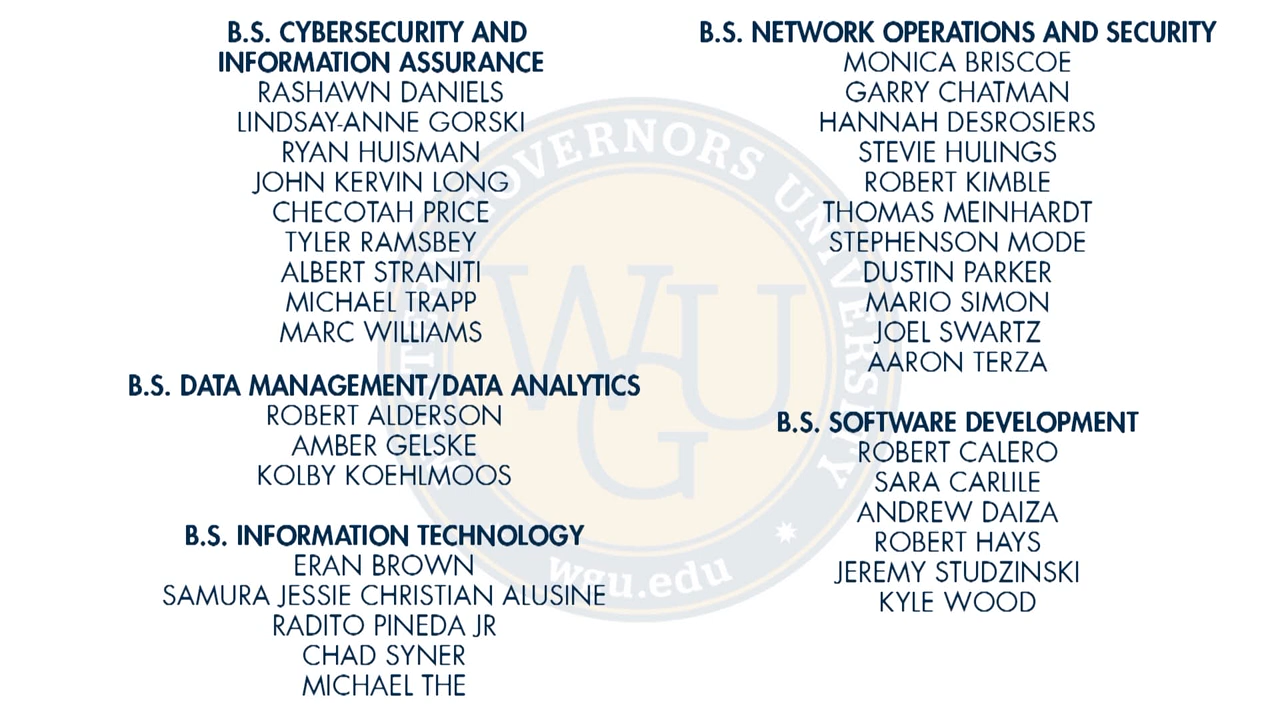 B.S. CYBERSECURITY AND
INFORMATION ASSURANCE
RASHAWN DANIELS
LINDSAY-ANNE GORSKI
RYAN HUISMAN
JOHN KERVIN LONG
CHECOTAH PRICE
TYLER RAMSBEY
ALBERT STRANITI
MICHAEL TRAPP
MARC WILLIAMS
B.S. DATA MANAGEMENT/DATA ANALYTICS
ROBERT ALDERSON
AMBER GELSKE
KOLBY KOEHLMOOS
B.S. INFORMATION TECHNOLOGY
ERAN BROWN
SAMURA JESSIE CHRISTIAN ALUSINE
RADITO PINEDA JR
CHAD SYNER
MICHAEL THE
B.S. NETWORK OPERATIONS AND SECURITY
MONICA BRISCOE
GARRY CHATMAN
HANNAH DESROSIERS
STEVIE HULINGS
ROBERT KIMBLE
THOMAS MEINHARDT
STEPHENSON MODE
DUSTIN PARKER
MARIO SIMON
JOEL SWARTZ
AARON TERZA
B.S. SOFTWARE DEVELOPMENT
ROBERT CALERO
SARA CARLILE
ANDREW DAIZA
ROBERT HAYS
JEREMY STUDZINSKI
KYLE WOOD
GOVERNORS UNIVERSITY
WGU
wgu.edu